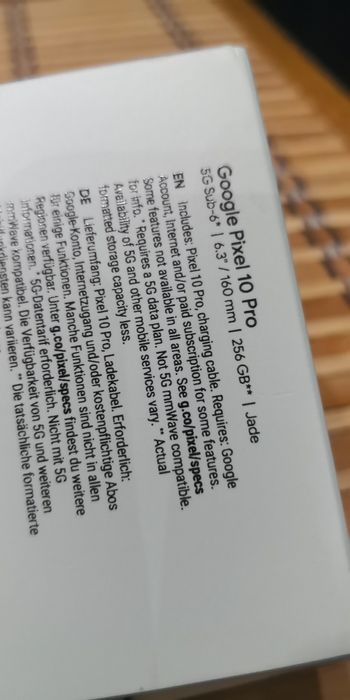 Google Pixel 10 Pro
5G Sub-6* | 6.3" / 160 mm | 256 GB** | Jade
EN Includes: Pixel 10 Pro, charging cable. Requires: Google
Account, Internet and/or paid subscription for some features.
Some features not available in all areas. See g.co/pixel/specs
for info. *Requires a 5G data plan. Not 5G mmWave compatible.
Availability of 5G and other mobile services vary. **Actual
formatted storage capacity less.
DE Lieferumfang: Pixel 10 Pro, Ladekabel. Erforderlich:
Google-Konto, Internetzugang und/oder kostenpflichtige Abos
für einige Funktionen. Manche Funktionen sind nicht in allen
Regionen verfügbar. Unter g.co/pixel/specs findest du weitere
Informationen. *5G-Datentarif erforderlich. Nicht mit 5G
mmWave kompatibel. Die Verfügbarkeit von 5G und weiteren
kann variieren. **Die tatsächliche formatierte